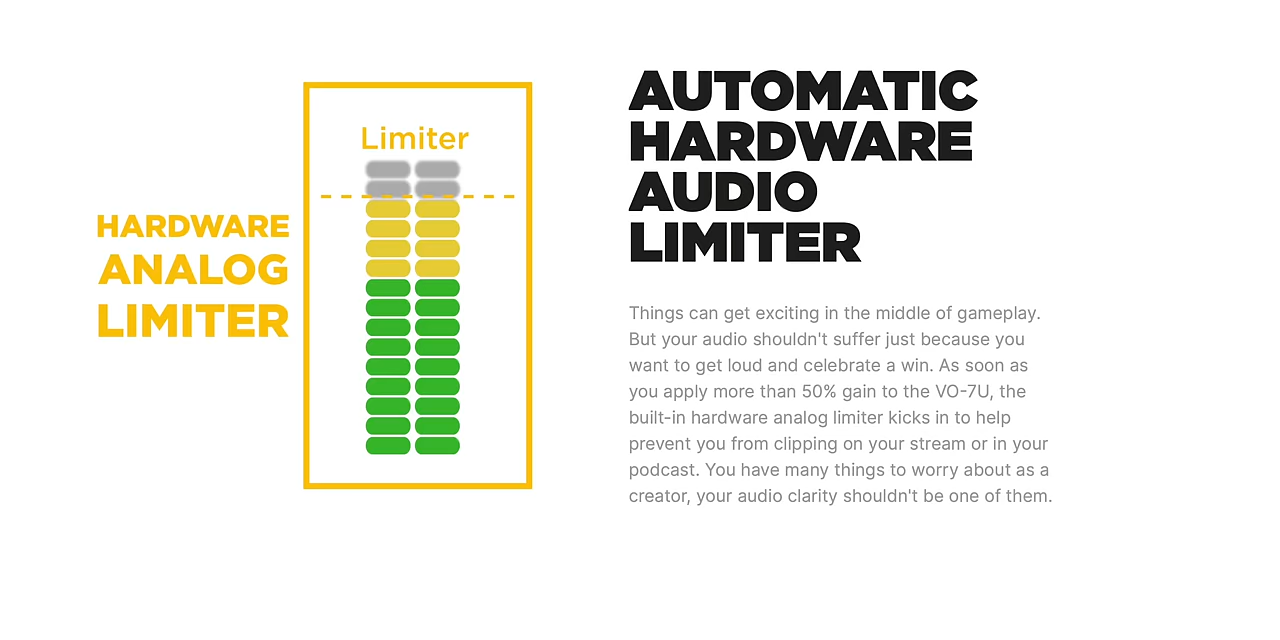 HARDWARE
ANALOG
LIMITER
Limiter
AUTOMATIC
HARDWARE
AUDIO
LIMITER
Things can get exciting in the middle of gameplay.
But your audio shouldn't suffer just because you
want to get loud and celebrate a win. As soon as
you apply more than 50% gain to the VO-7U, the
built-in hardware analog limiter kicks in to help
prevent you from clipping on your stream or in your
podcast. You have many things to worry about as a
creator, your audio clarity shouldn't be one of them.